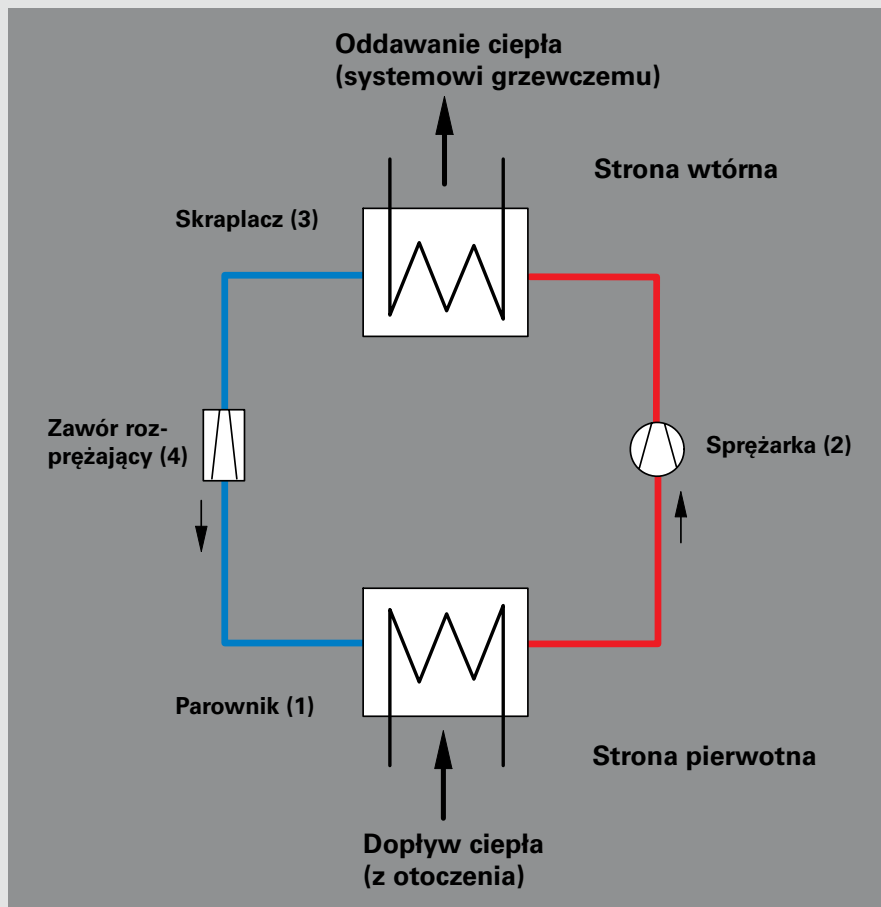 Oddawanie ciepła
(systemowi grzewczemu)
Strona wtórna
Skraplacz (3)
Zawór roz-
prężający (4)
Sprężarka (2)
Parownik (1)
Strona pierwotna
Dopływ ciepła
(z otoczenia)